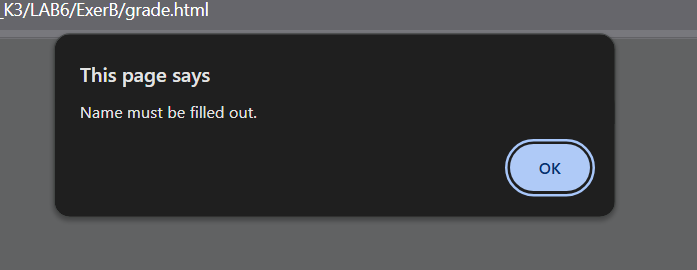 _K3/LAB6/ExerB/grade.html
This page says
Name must be filled out.
OK